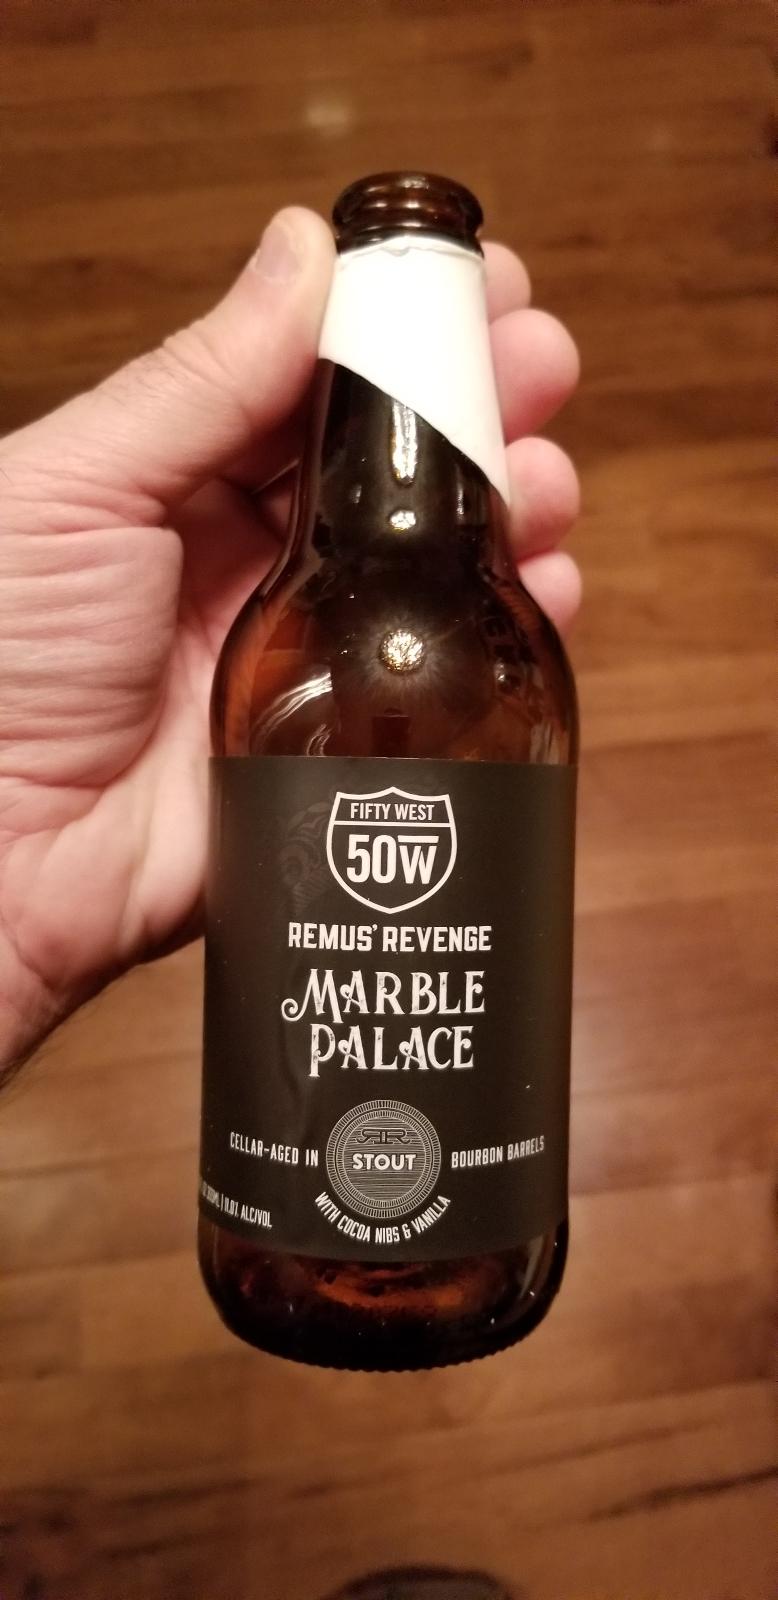 FIFTY WEST
50W
REMUS' REVENGE
MARBLE
PALACE
CELLAR-AGED IN
RR
STOUT
BOURBON BARRELS
WITH COCOA NIBS & VANILLA
ALC/VOL